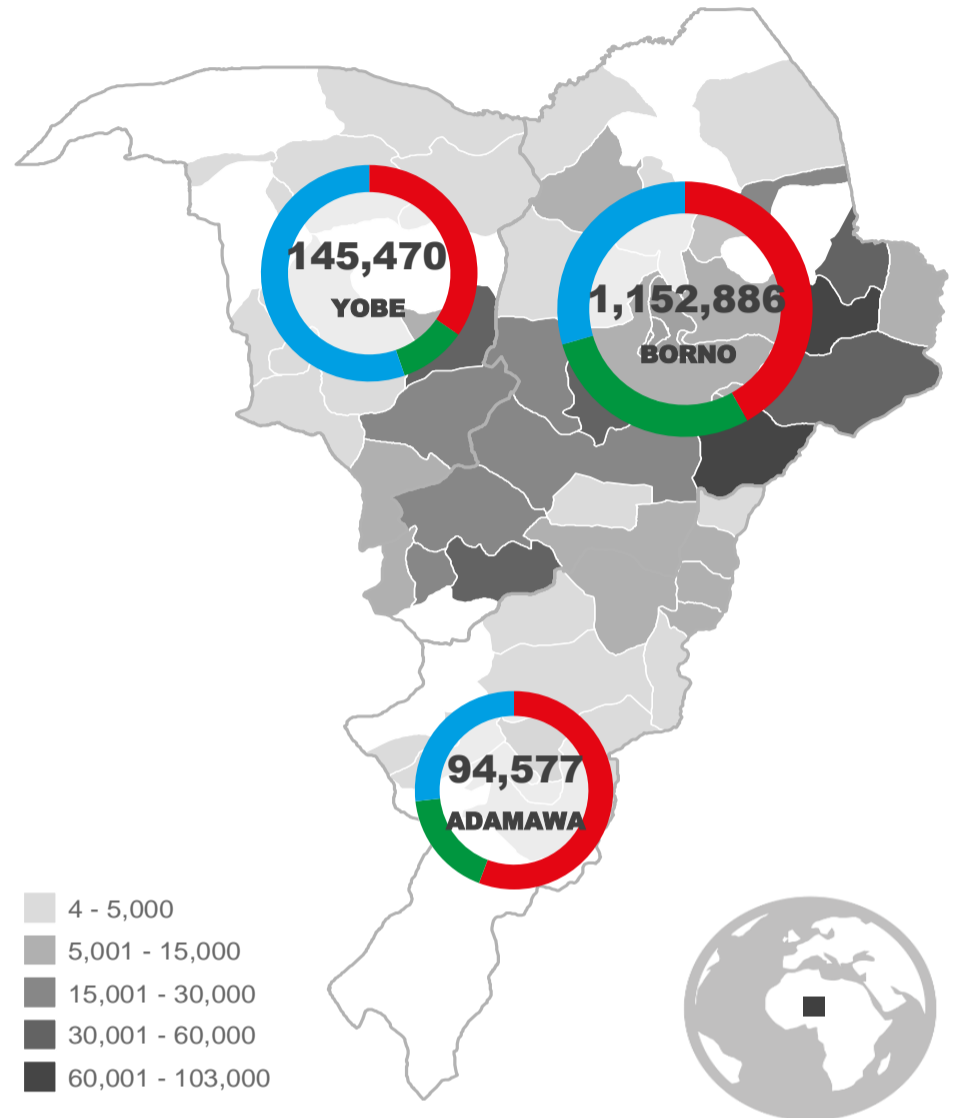 145,470
YOBE
1,152,886
BORNO
94,577
ADAMAWA
4 - 5,000
5,001 - 15,000
15,001 - 30,000
30,001 - 60,000
60,001 - 103,000